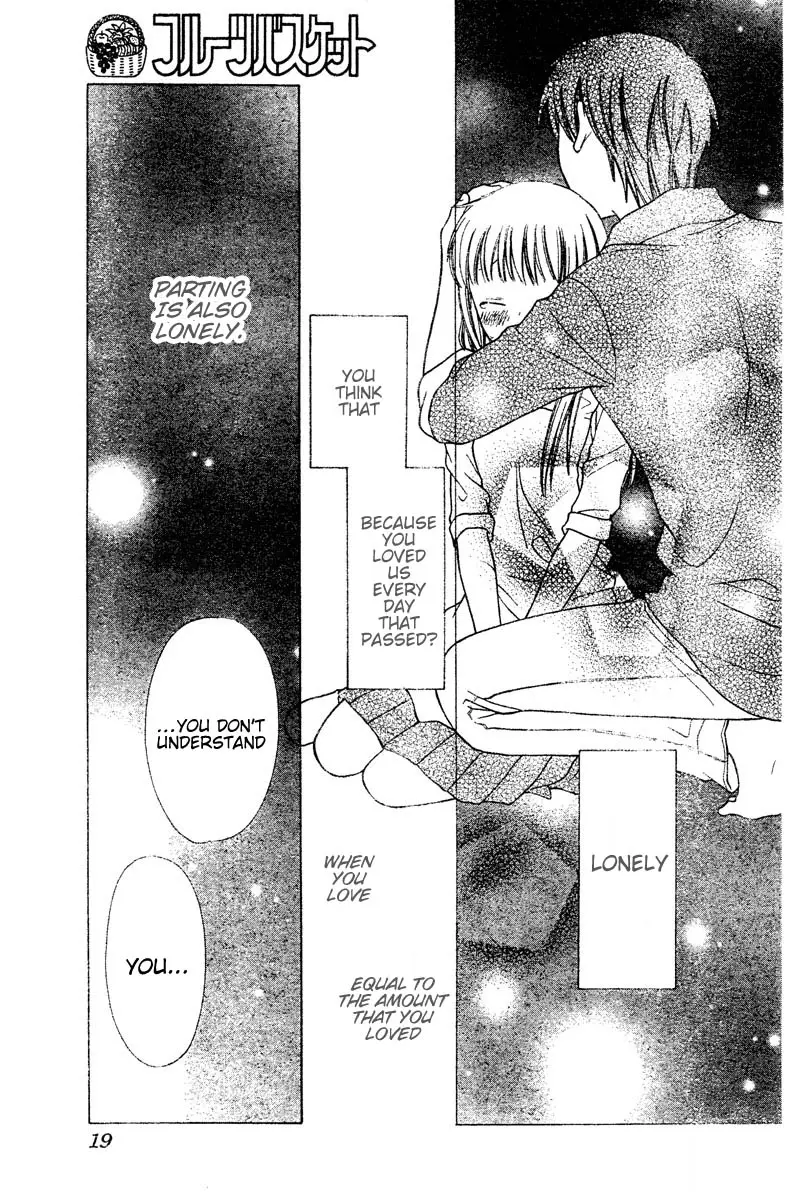 フルーツバスケット
LONELY
YOU
THINK
THAT
BECAUSE
YOU
LOVED
US
EVERY
DAY
THAT
PASSED?
WHEN
YOU
LOVE
EQUAL TO
THE AMOUNT
THAT YOU
LOVED
PARTING
IS ALSO
LONELY.
...YOU DON'T
UNDERSTAND
YOU...
19